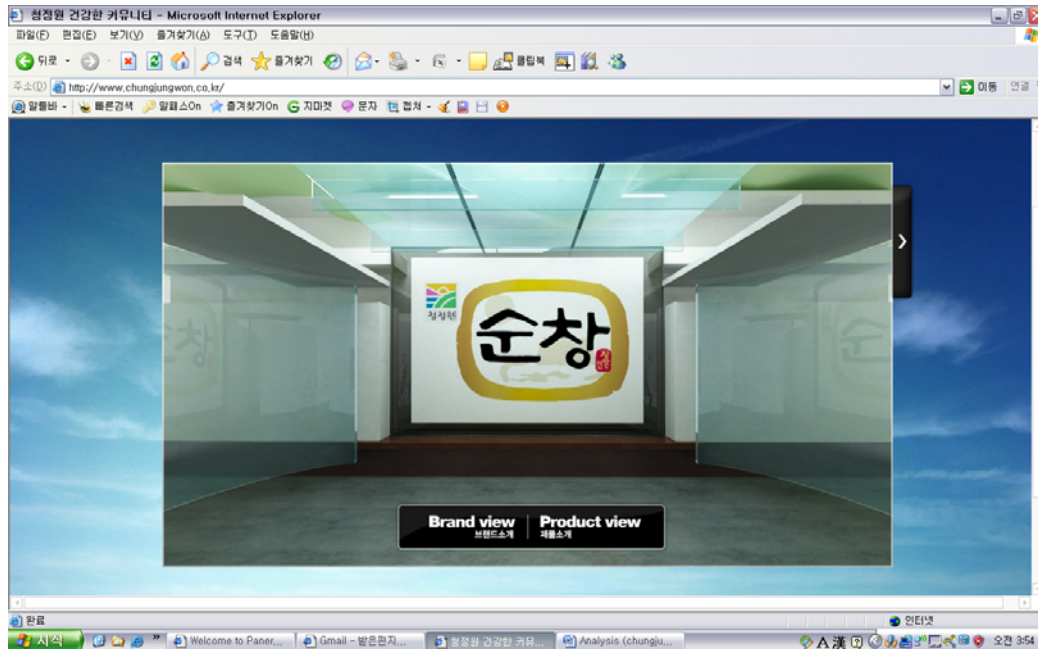 청정원 건강한 커뮤니티 - Microsoft Internet Explorer
파일(F) 편집(E) 보기(V) 즐겨찾기(A) 도구(T) 도움말(H)
뒤로 검색 즐겨찾기 클립북
주소(D) http://www.chungjungwon.co.kr/ 이동 연결
알툴바 빠른검색 알패스On 즐겨찾기On 지마켓 문자 캡쳐
청정원
순창
Brand view Product view
브랜드소개 제품소개
완료 인터넷
시작 Welcome to Paner,,, Gmail - 받은편지,,, 청정원 건강한 커뮤,,, Analysis (chungju,,, A 漢 오전 3:54